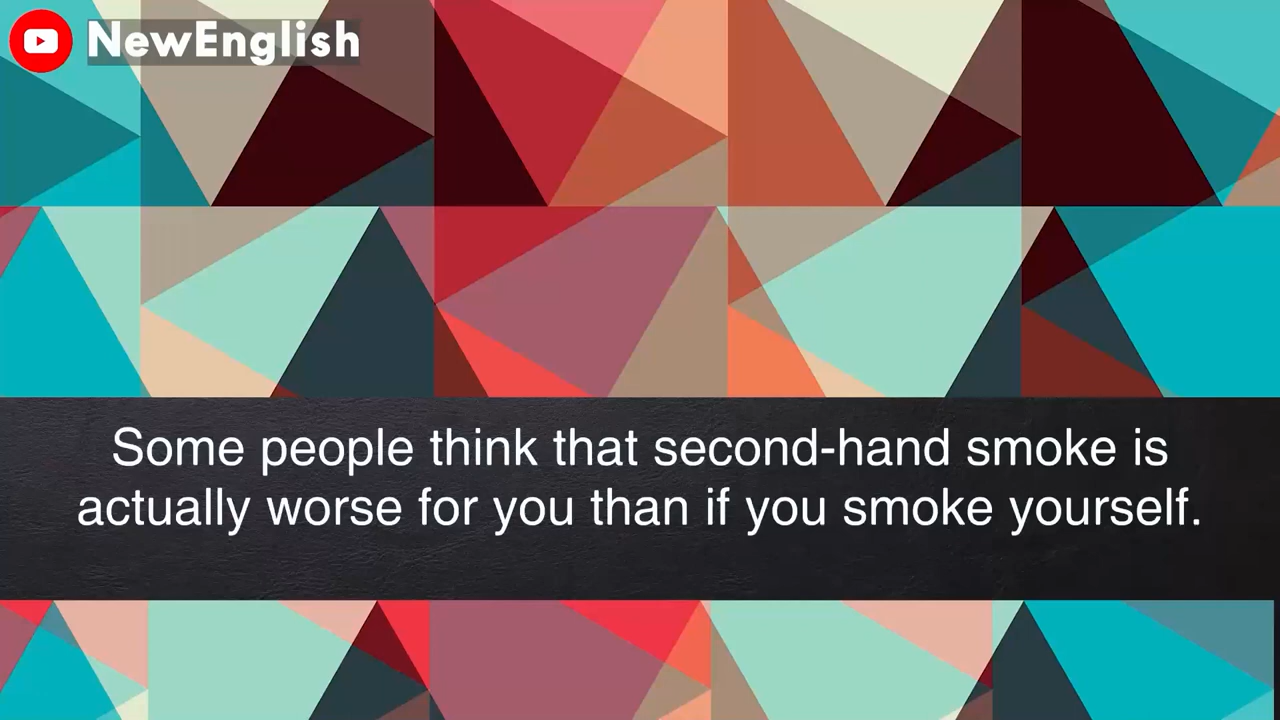 NewEnglish
Some people think that second-hand smoke is
actually worse for you than if you smoke yourself.